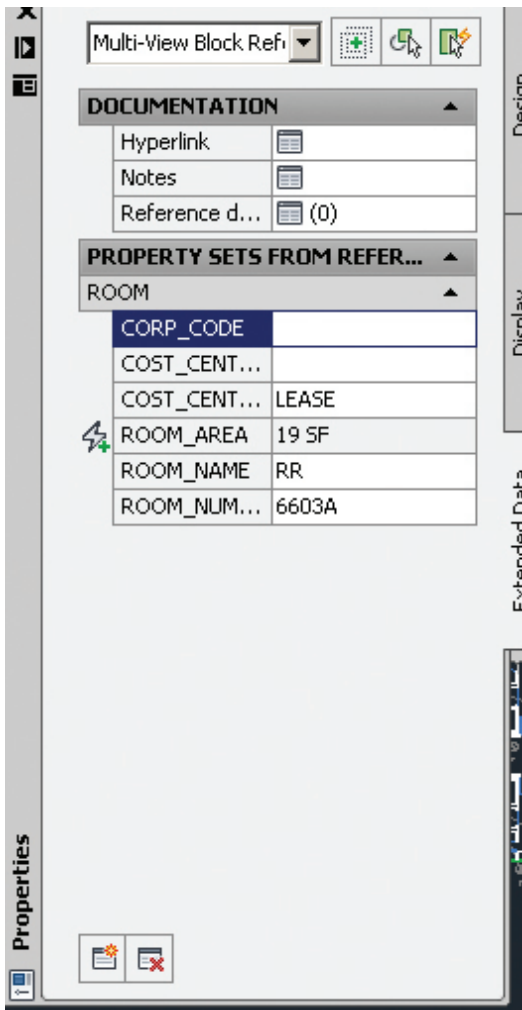 Multi-View Block Refe
DOCUMENTATION
Hyperlink
Notes
Reference d... (0)
PROPERTY SETS FROM REFER...
ROOM
CORP_CODE
COST_CENT...
COST_CENT... LEASE
ROOM_AREA 19 SF
ROOM_NAME RR
ROOM_NUM... 6603A
Design
Display
Extended Data
Properties